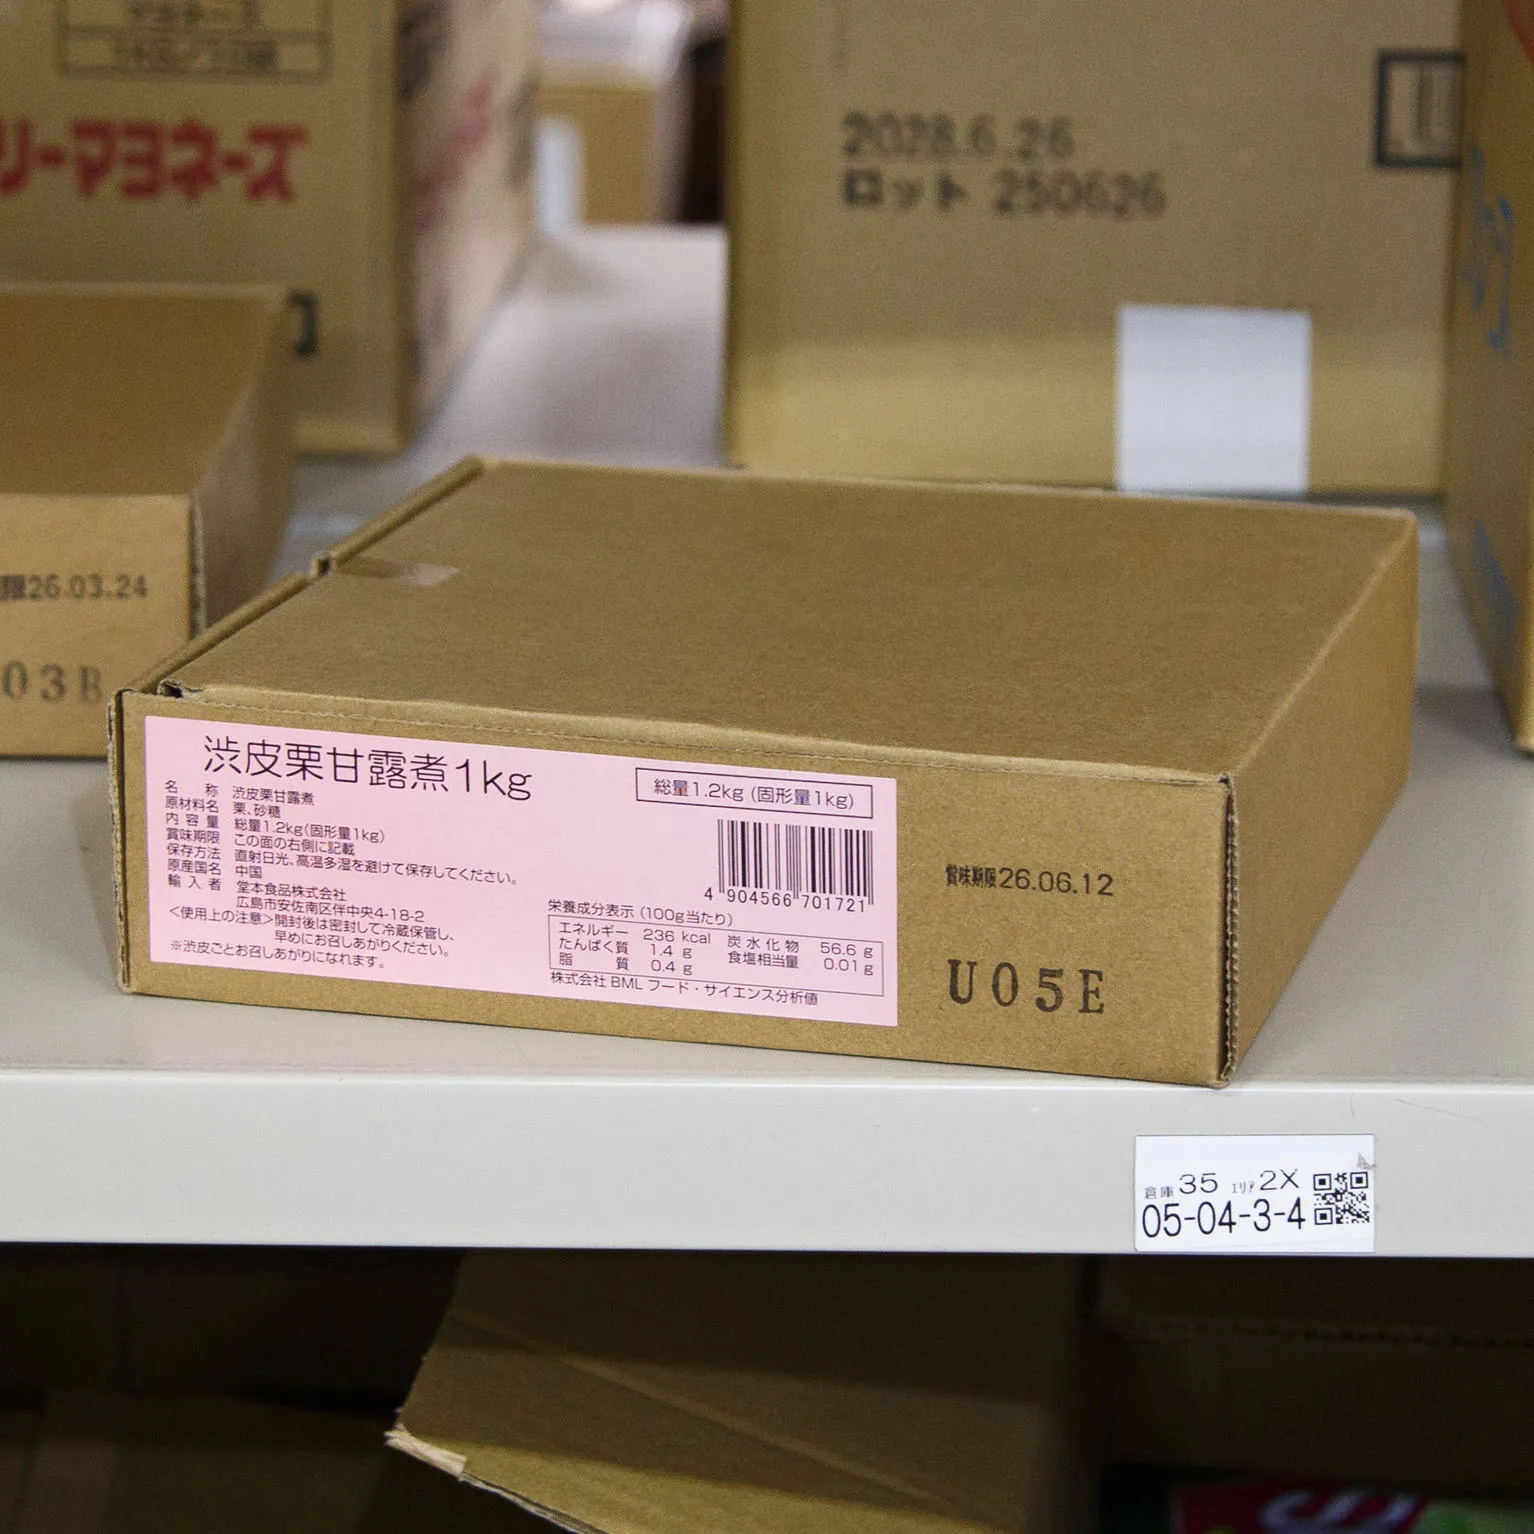 マヨネーズ
リーマヨネーズ
2028.6.26
ロット 250626
限26.03.24
03B
渋皮栗甘露煮1kg
名称 渋皮栗甘露煮
原材料名 栗、砂糖
内容量 総量1.2kg(固形量1kg)
賞味期限 この面の右側に記載
保存方法 直射日光、高温多湿を避けて保存してください。
原産国名 中国
輸入者 堂本食品株式会社
広島市安佐南区伴中央4-18-2
<使用上の注意>開封後は密封して冷蔵保管し、
早めにお召しあがりください。
※渋皮ごとお召しあがりになれます。
総量1.2kg(固形量1kg)
4 904566 701721
栄養成分表示(100g当たり)
エネルギー 236 kcal 炭水化物 56.6 g
たんぱく質 1.4 g 食塩相当量 0.01 g
脂質 0.4 g
株式会社BMLフード・サイエンス分析値
賞味期限26.06.12
U05E
倉庫 35 エリア 2X
05-04-3-4